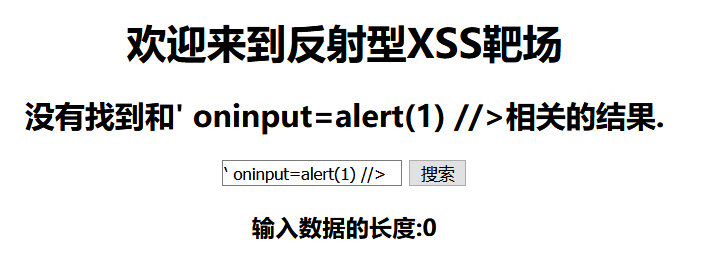 欢迎来到反射型XSS靶场
没有找到和' oninput=alert(1) //>相关的结果.
‘ oninput=alert(1) //> 搜索
输入数据的长度:0